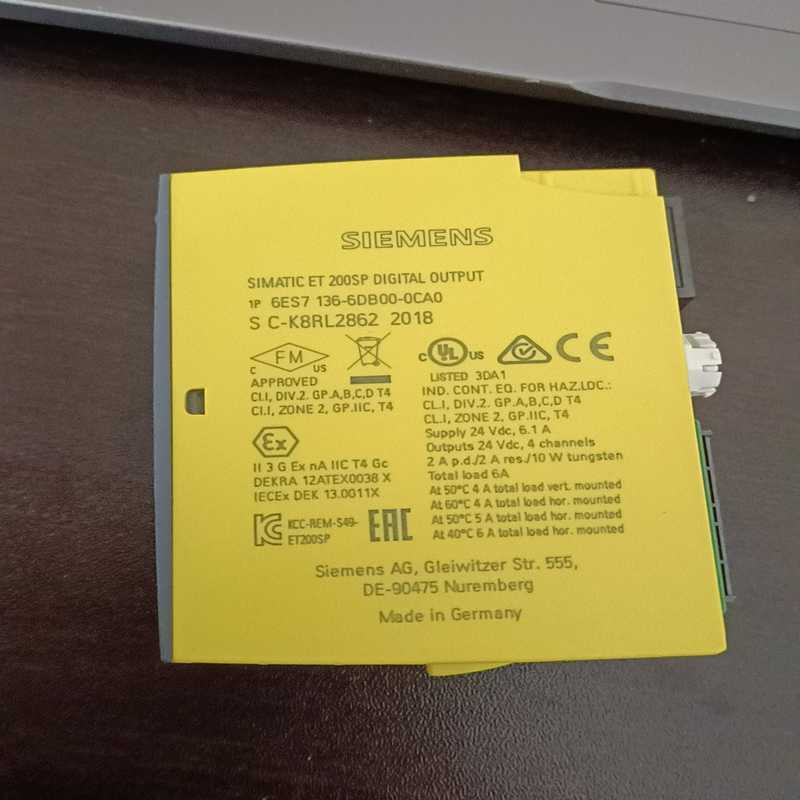 SIEMENS
SIMATIC ET 200SP DIGITAL OUTPUT
1P 6ES7 136-6DB00-0CA0
S C-K8RL2862 2018
C FM US
APPROVED
CL.I, DIV.2. GP.A,B,C,D T4
CL.I, ZONE 2, GP.IIC, T4
Ex
II 3 G Ex nA IIC T4 Gc
DEKRA 12ATEX0038 X
IECEx DEK 13.0011X
KCC-REM-S49-
ET200SP
EAC
C UL US CE
LISTED 3DA1
IND. CONT. EQ. FOR HAZ.LOC.:
CL.I, DIV.2, GP.A,B,C,D T4
CL.I, ZONE 2, GP.IIC, T4
Supply 24 Vdc, 6.1 A
Outputs 24 Vdc, 4 channels
2 A p.d./2 A res./10 W tungsten
Total load 6A
At 50°C 4 A total load vert. mounted
At 60°C 4 A total load hor. mounted
At 50°C 5 A total load hor. mounted
At 40°C 6 A total load hor. mounted
Siemens AG, Gleiwitzer Str. 555,
DE-90475 Nuremberg
Made in Germany